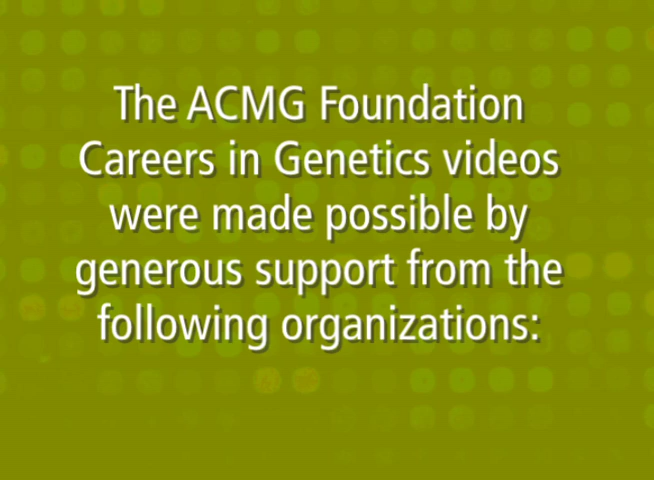 The ACMG Foundation
Careers in Genetics videos
were made possible by
generous support from the
following organizations: